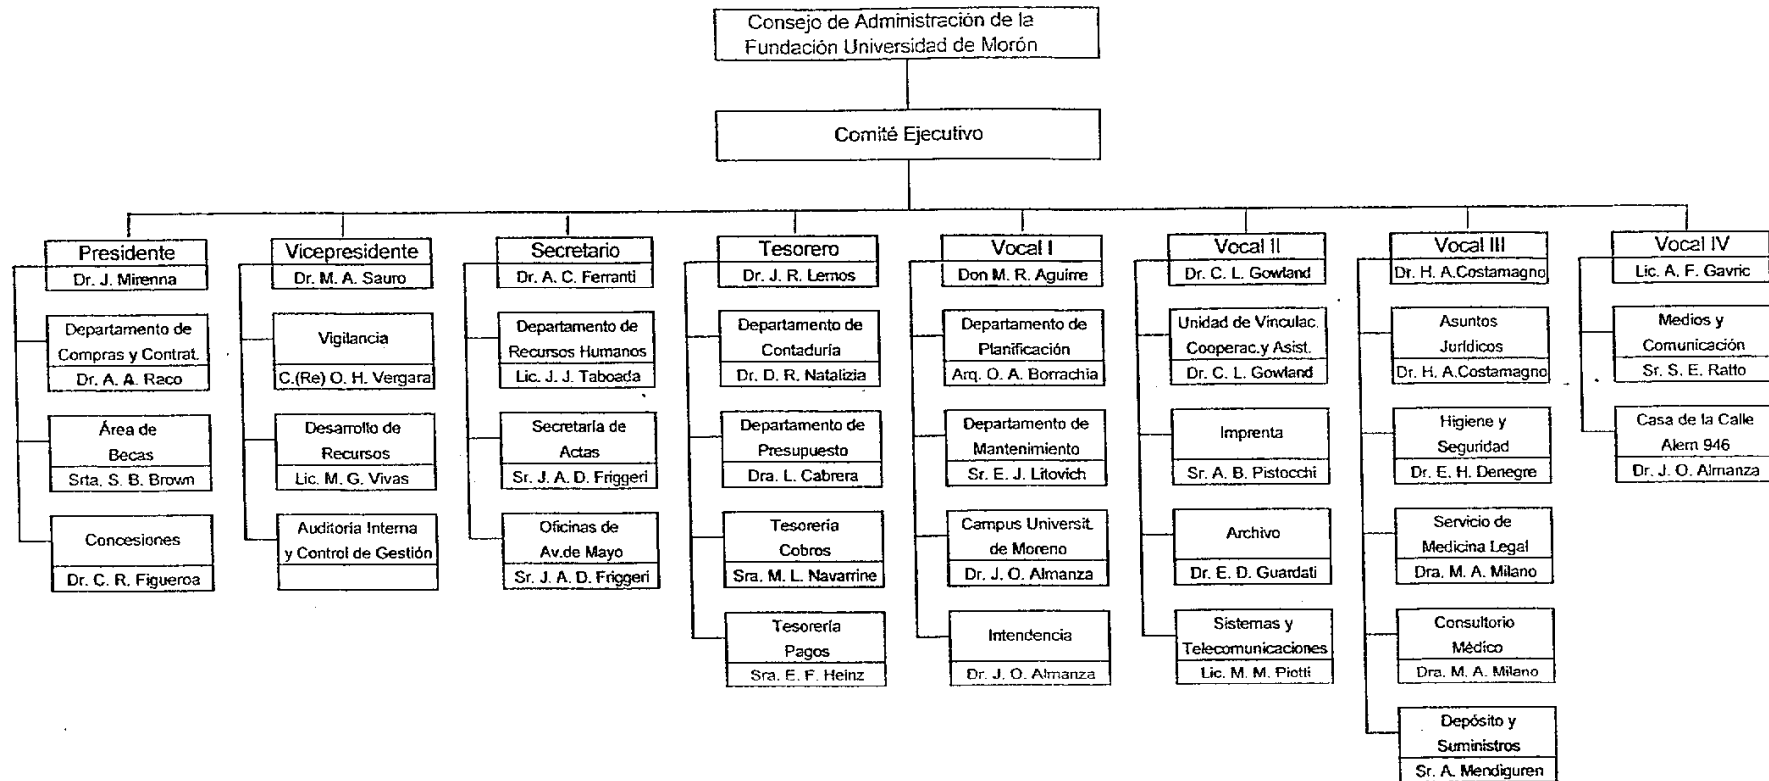 Consejo de Administración de la
Fundación Universidad de Morón
Comité Ejecutivo
Presidente
Dr. J. Mirenna
Departamento de
Compras y Contrat.
Dr. A. A. Raco
Área de
Becas
Srta. S. B. Brown
Concesiones
Dr. C. R. Figueroa
Vicepresidente
Dr. M. A. Sauro
Vigilancia
C.(Re) O. H. Vergara
Desarrollo de
Recursos
Lic. M. G. Vivas
Auditoría Interna
y Control de Gestión
Secretario
Dr. A. C. Ferranti
Departamento de
Recursos Humanos
Lic. J. J. Taboada
Secretaría de
Actas
Sr. J. A. D. Friggeri
Oficinas de
Av.de Mayo
Sr. J. A. D. Friggeri
Tesorero
Dr. J. R. Lemos
Departamento de
Contaduría
Dr. D. R. Natalizia
Departamento de
Presupuesto
Dra. L. Cabrera
Tesorería
Cobros
Sra. M. L. Navarrine
Tesorería
Pagos
Sra. E. F. Heinz
Vocal I
Don M. R. Aguirre
Departamento de
Planificación
Arq. O. A. Borrachia
Departamento de
Mantenimiento
Sr. E. J. Litovich
Campus Universit.
de Moreno
Dr. J. O. Almanza
Intendencia
Dr. J. O. Almanza
Vocal II
Dr. C. L. Gowland
Unidad de Vinculac.
Cooperac.y Asist.
Dr. C. L. Gowland
Imprenta
Sr. A. B. Pistocchi
Archivo
Dr. E. D. Guardati
Sistemas y
Telecomunicaciones
Lic. M. M. Piotti
Vocal III
Dr. H. A.Costamagno
Asuntos
Jurídicos
Dr. H. A.Costamagno
Higiene y
Seguridad
Dr. E. H. Denegre
Servicio de
Medicina Legal
Dra. M. A. Milano
Consultorio
Médico
Dra. M. A. Milano
Depósito y
Suministros
Sr. A. Mendiguren
Vocal IV
Lic. A. F. Gavric
Medios y
Comunicación
Sr. S. E. Ratto
Casa de la Calle
Alem 946
Dr. J. O. Almanza